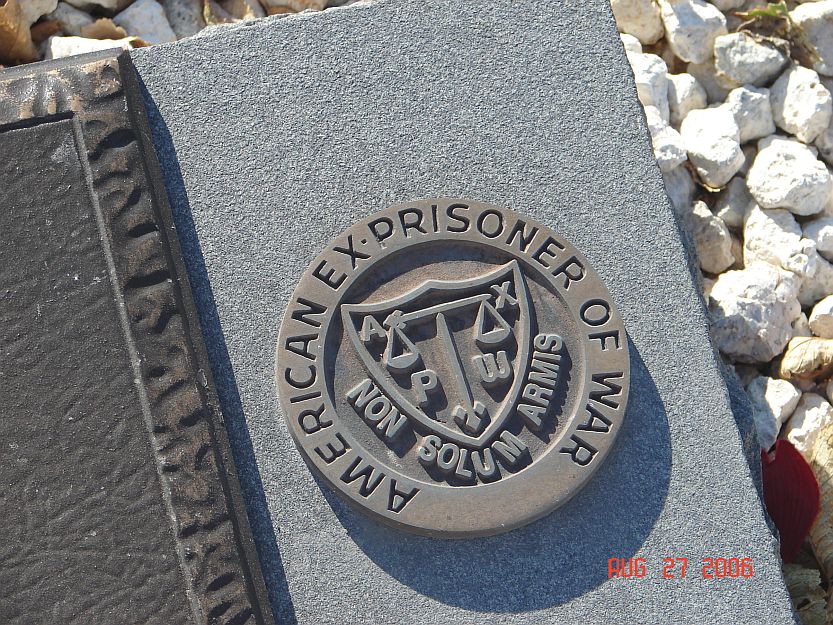 AMERICAN EX-PRISONER OF WAR
A X
P W
NON SOLUM ARMIS
AUG 27 2006